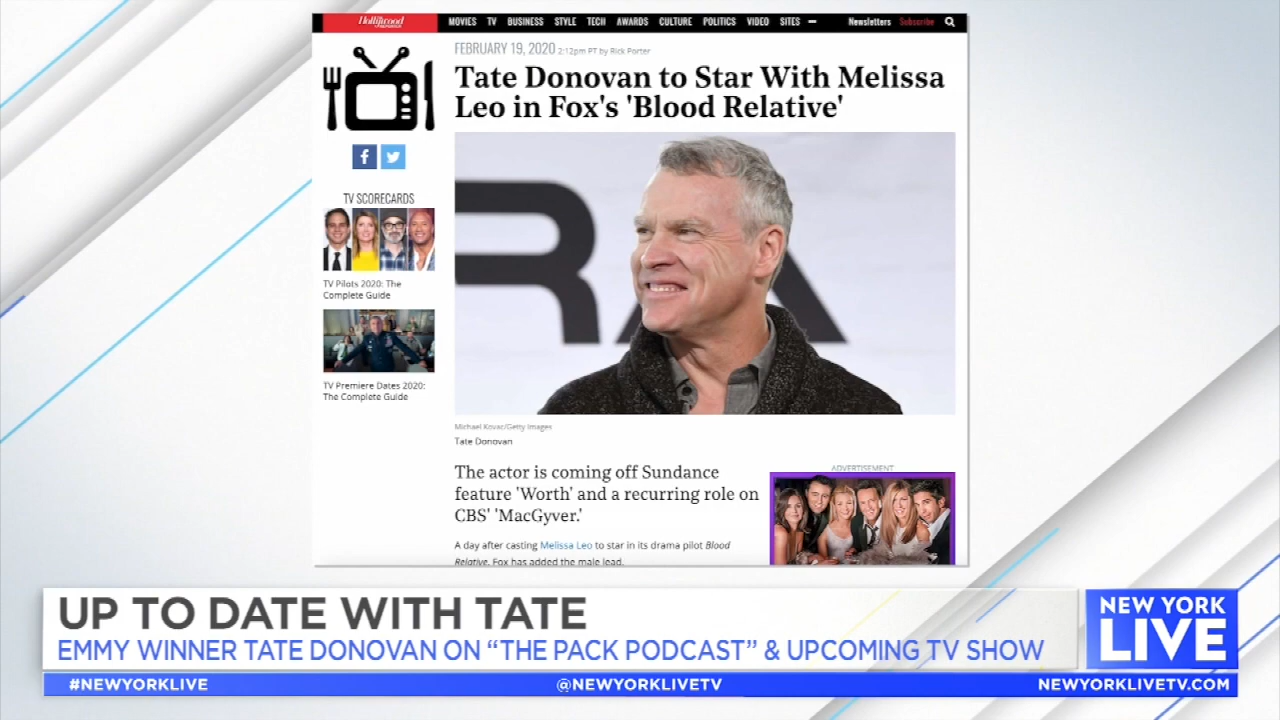 Hollywood
MOVIES TV BUSINESS STYLE TECH AWARDS CULTURE POLITICS VIDEO SITES
Newsletters Subscribe
FEBRUARY 19, 2020 2:12pm PT by Rick Porter
Tate Donovan to Star With Melissa
Leo in Fox's 'Blood Relative'
TV SCORECARDS
TV Pilots 2020: The
Complete Guide
TV Premiere Dates 2020:
The Complete Guide
RA
Michael Kovac/Getty Images
Tate Donovan
The actor is coming off Sundance
feature 'Worth' and a recurring role on
CBS' 'MacGyver.'
ADVERTISEMENT
A day after casting Melissa Leo to star in its drama pilot Blood
Relative, Fox has added the male lead.
UP TO DATE WITH TATE
EMMY WINNER TATE DONOVAN ON “THE PACK PODCAST” & UPCOMING TV SHOW
NEW YORK
LIVE
#NEWYORKLIVE
@NEWYORKLIVETV
NEWYORKLIVETV.COM